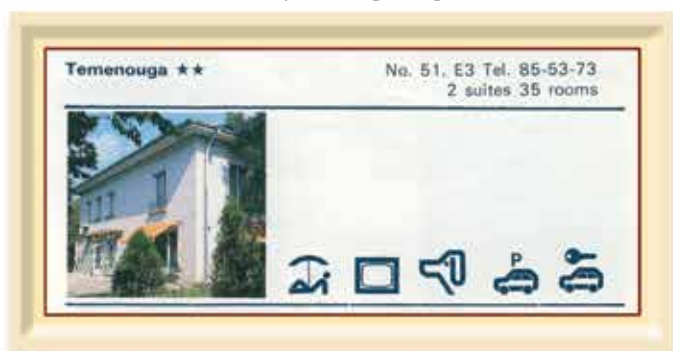 Temenouga ★★
No. 51, E3 Tel. 85-53-73
2 suites 35 rooms
P